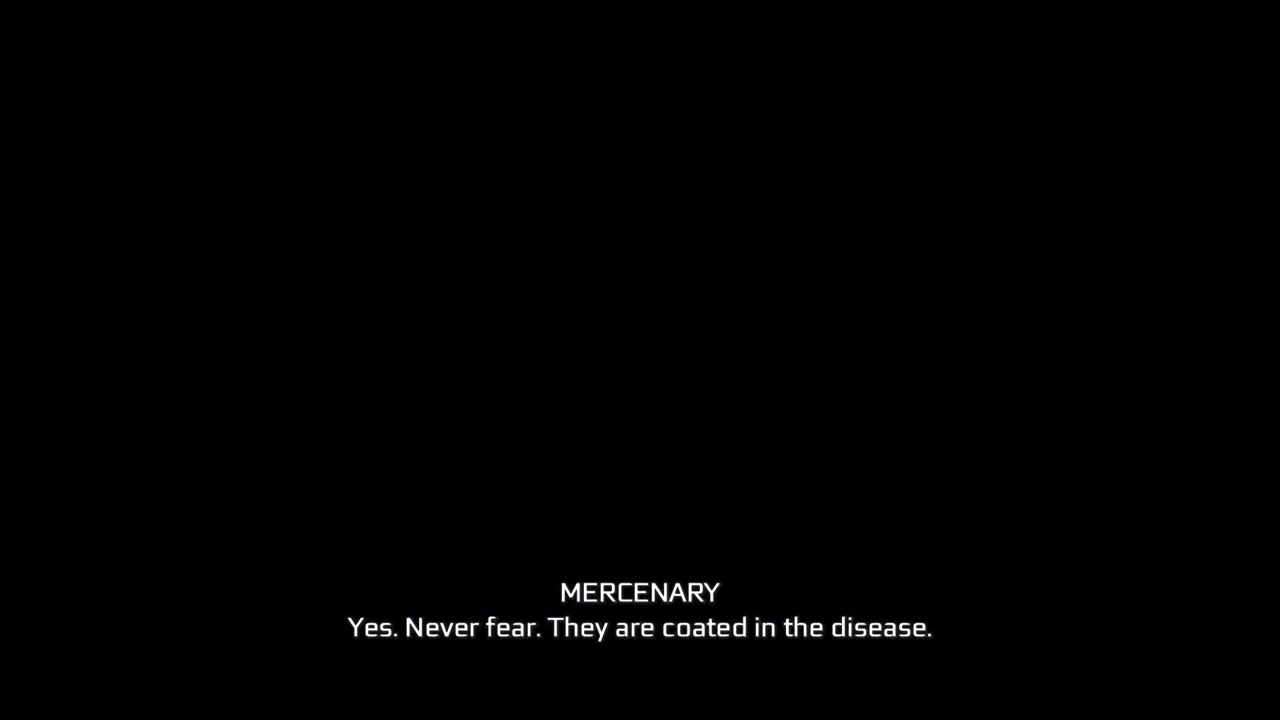 MERCENARY
Yes. Never fear. They are coated in the disease.